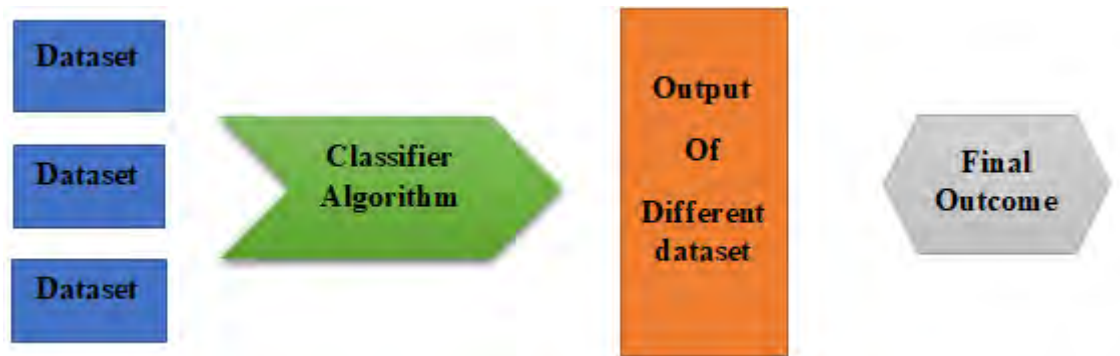 Dataset
Dataset
Dataset
Classifier
Algorithm
Output
Of
Different
dataset
Final
Outcome